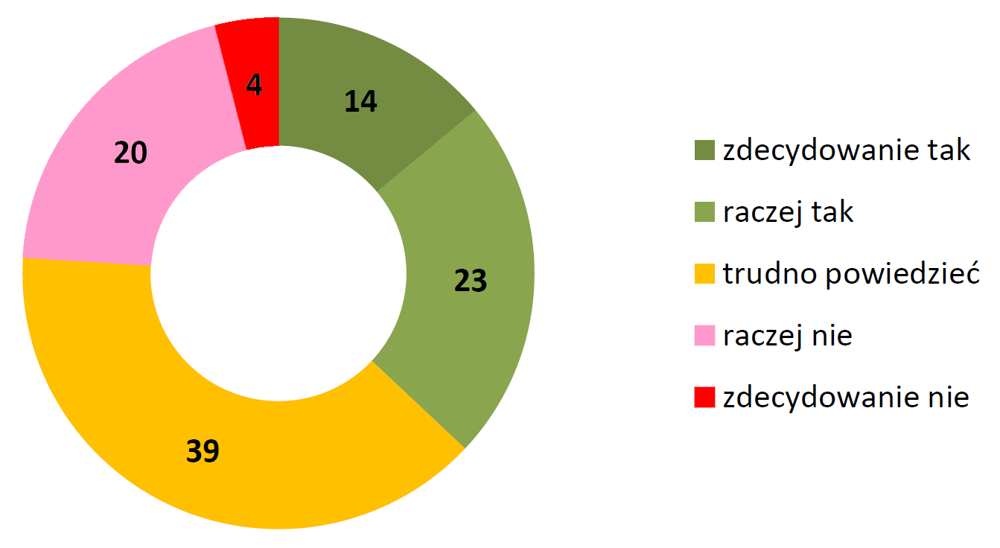 4
14
20
23
39
zdecydowanie tak
raczej tak
trudno powiedzieć
raczej nie
zdecydowanie nie